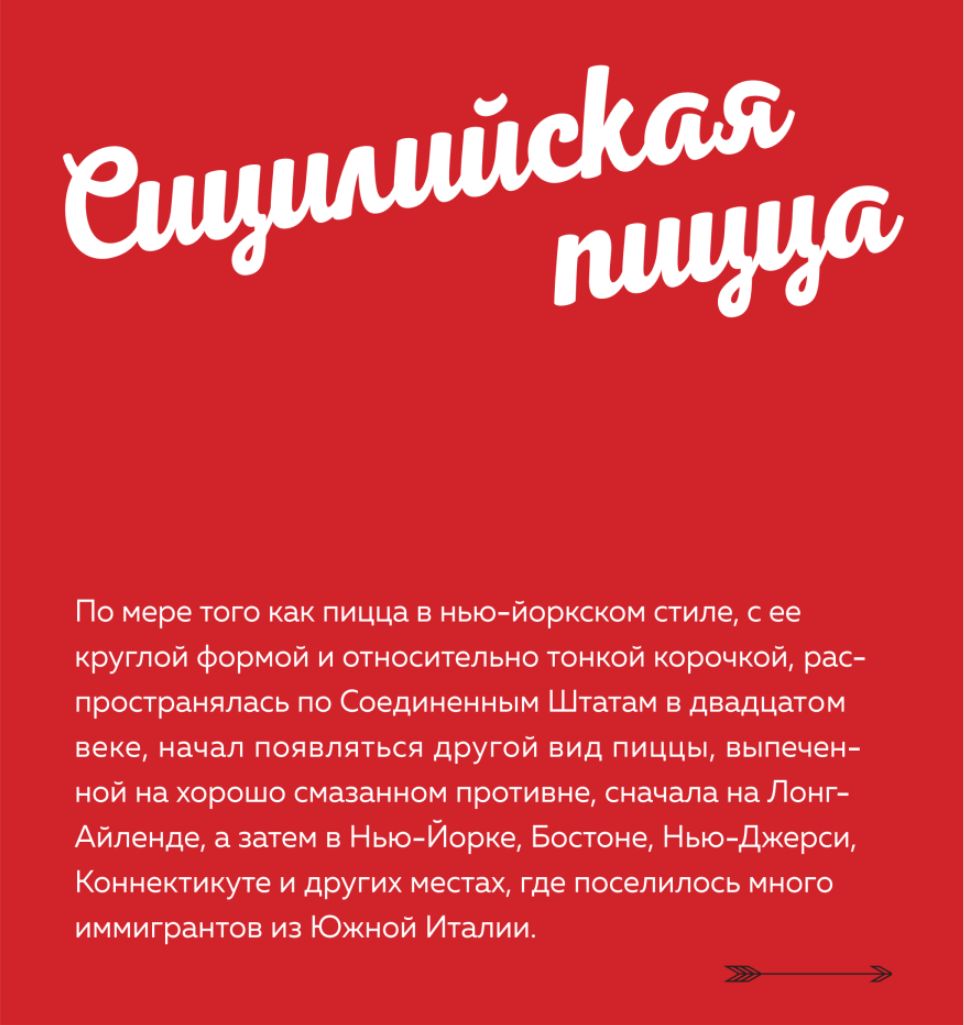 Сицилийская
пицца
По мере того как пицца в нью-йоркском стиле, с ее
круглой формой и относительно тонкой корочкой, рас-
пространялась по Соединенным Штатам в двадцатом
веке, начал появляться другой вид пиццы, выпечен-
ной на хорошо смазанном противне, сначала на Лонг-
Айленде, а затем в Нью-Йорке, Бостоне, Нью-Джерси,
Коннектикуте и других местах, где поселилось много
иммигрантов из Южной Италии.